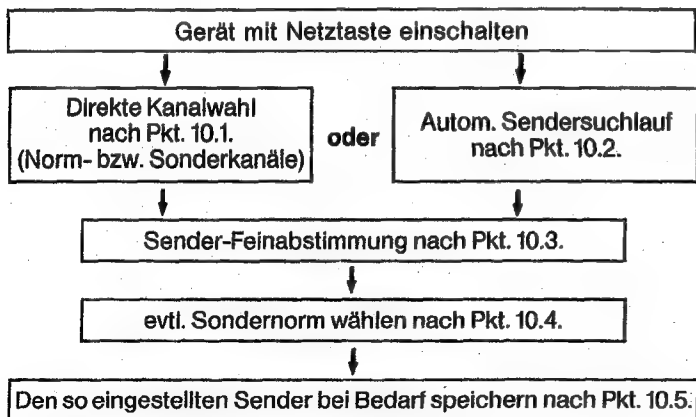 Gerät mit Netztaste einschalten
Direkte Kanalwahl
nach Pkt. 10.1.
(Norm- bzw. Sonderkanäle)
oder
Autom. Sendersuchlauf
nach Pkt. 10.2.
Sender-Feinabstimmung nach Pkt. 10.3.
evtl. Sondernorm wählen nach Pkt. 10.4.
Den so eingestellten Sender bei Bedarf speichern nach Pkt. 10.5.